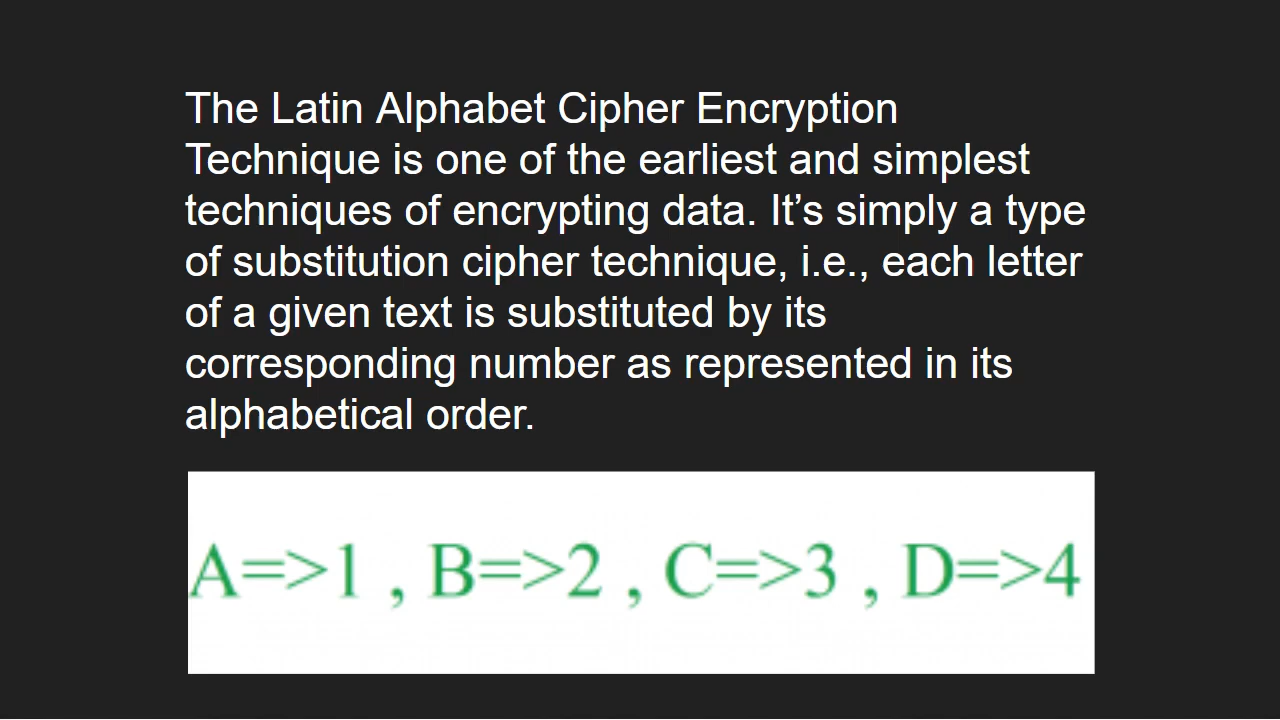 The Latin Alphabet Cipher Encryption
Technique is one of the earliest and simplest
techniques of encrypting data. It’s simply a type
of substitution cipher technique, i.e., each letter
of a given text is substituted by its
corresponding number as represented in its
alphabetical order.
A=>1 , B=>2 , C=>3 , D=>4